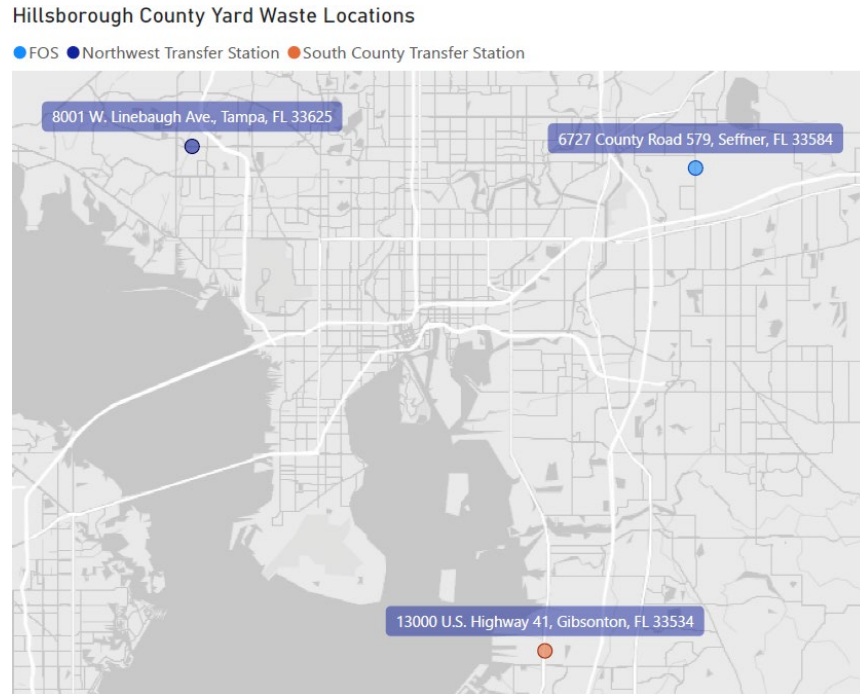 Hillsborough County Yard Waste Locations
FOS Northwest Transfer Station South County Transfer Station
8001 W. Linebaugh Ave., Tampa, FL 33625
6727 County Road 579, Seffner, FL 33584
13000 U.S. Highway 41, Gibsonton, FL 33534